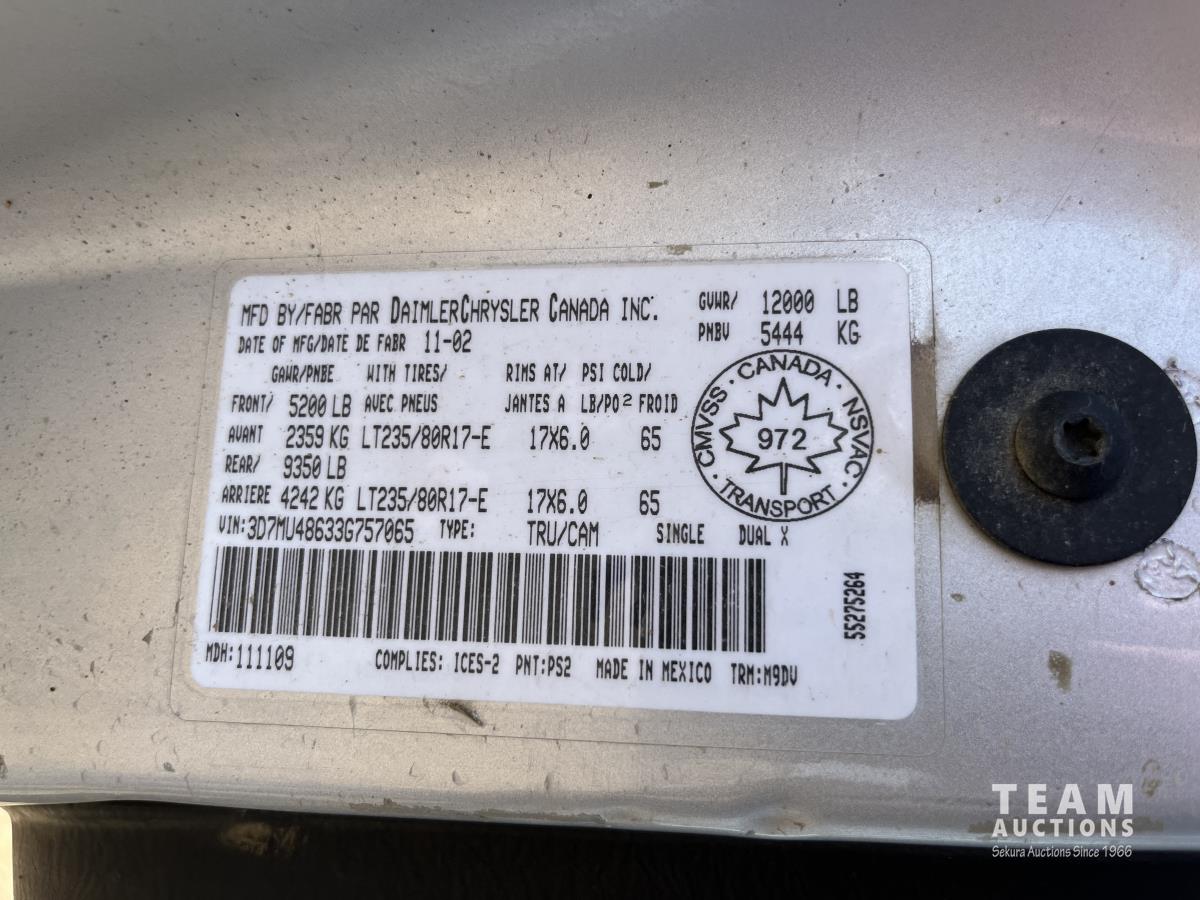 MFD BY/FABR PAR DAIMLERCHRYSLER CANADA INC. GVWR/ 12000 LB
DATE OF MFG/DATE DE FABR 11-02 PNBV 5444 KG
GAWR/PNBE WITH TIRES/ RIMS AT/ PSI COLD/
FRONT/ 5200 LB AVEC PNEUS JANTES A LB/PO2 FROID
AVANT 2359 KG LT235/80R17-E 17X6.0 65
REAR/ 9350 LB
ARRIERE 4242 KG LT235/80R17-E 17X6.0 65
CMVSS · CANADA · NSVAC · TRANSPORT ·
972
VIN: 3D7MU48633G757065 TYPE: TRU/CAM SINGLE DUAL X
55275264
MDH: 111109 COMPLIES: ICES-2 PNT:PS2 MADE IN MEXICO TRM:M9DV
TEAM
AUCTIONS
Sekura Auctions Since 1966